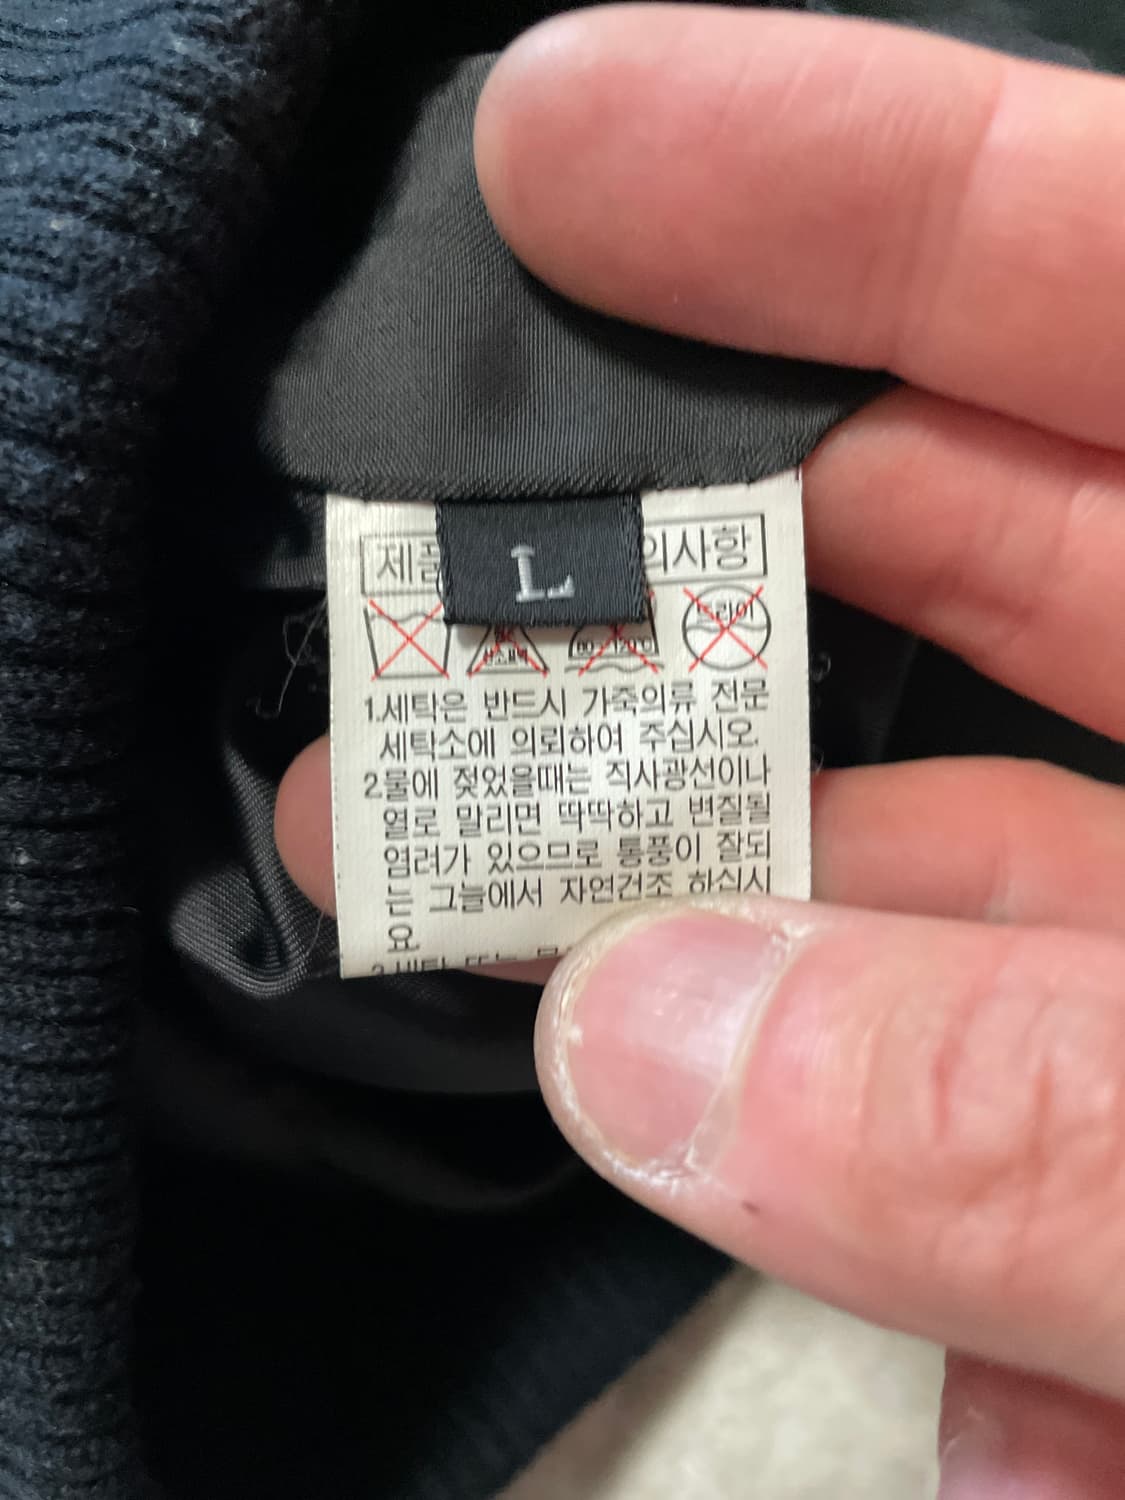 L
의사항
드라이
80~120℃
1.세탁은 반드시 가죽의류 전문
세탁소에 의뢰하여 주십시오.
2물에 젖었을때는 직사광선이나
열로 말리면 딱딱하고 변질될
염려가 있으므로 통풍이 잘되
는 그늘에서 자연건조 하십시
요.